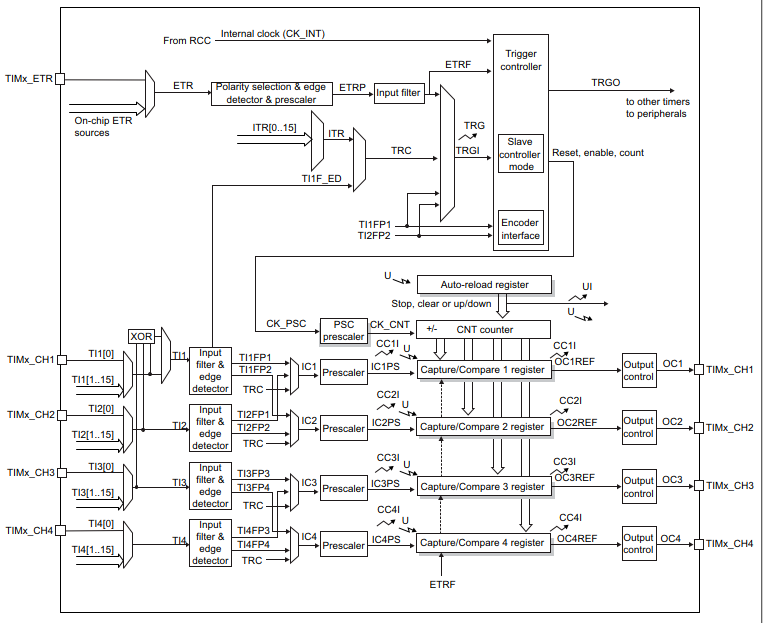 Internal clock (CK_INT)
From RCC
Trigger
controller
TIMx_ETR
ETR
Polarity selection & edge
detector & prescaler
ETRP
Input filter
ETRF
TRGO
to other timers
to peripherals
On-chip ETR
sources
ITR[0..15]
ITR
TRC
TRG
TRGI
Slave
controller
mode
Reset, enable, count
TI1F_ED
TI1FP1
TI2FP2
Encoder
interface
U
Auto-reload register
UI
Stop, clear or up/down
U
CK_PSC
PSC
prescaler
CK_CNT
+/-
CNT counter
XOR
TIMx_CH1
TI1[0]
TI1[1..15]
TI1
Input
filter &
edge
detector
TI1FP1
TI1FP2
TRC
IC1
Prescaler
IC1PS
CC1I
U
Capture/Compare 1 register
CC1I
OC1REF
Output
control
OC1
TIMx_CH1
TIMx_CH2
TI2[0]
TI2[1..15]
TI2
Input
filter &
edge
detector
TI2FP1
TI2FP2
TRC
IC2
Prescaler
IC2PS
CC2I
U
Capture/Compare 2 register
CC2I
OC2REF
Output
control
OC2
TIMx_CH2
TIMx_CH3
TI3[0]
TI3[1..15]
TI3
Input
filter &
edge
detector
TI3FP3
TI3FP4
TRC
IC3
Prescaler
IC3PS
CC3I
U
Capture/Compare 3 register
CC3I
OC3REF
Output
control
OC3
TIMx_CH3
TIMx_CH4
TI4[0]
TI4[1..15]
TI4
Input
filter &
edge
detector
TI4FP3
TI4FP4
TRC
IC4
Prescaler
IC4PS
CC4I
U
Capture/Compare 4 register
CC4I
OC4REF
Output
control
OC4
TIMx_CH4
ETRF